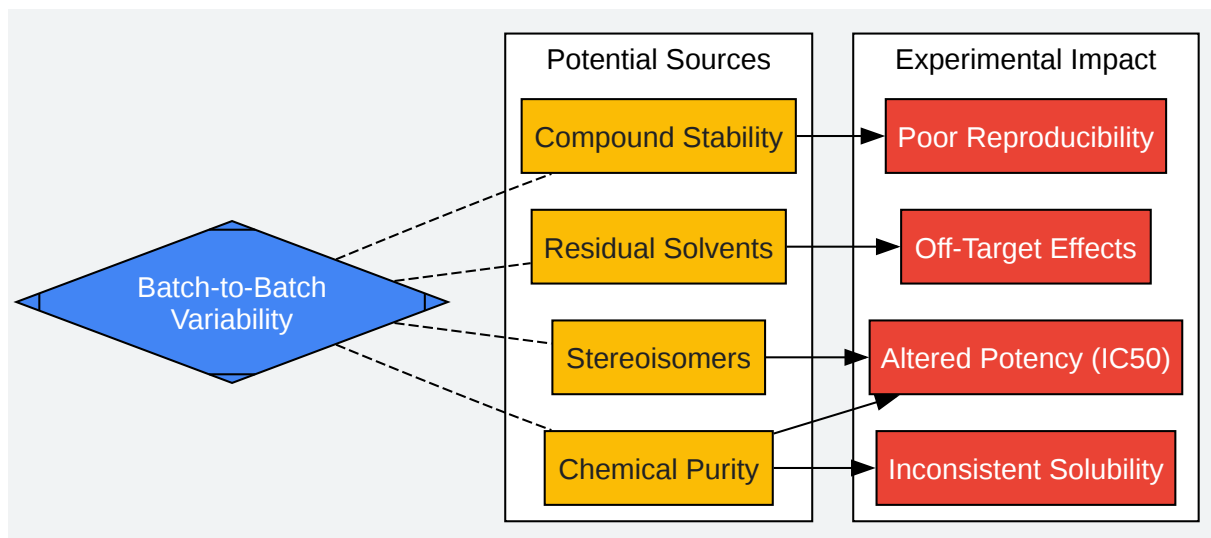 Batch-to-Batch
Variability
Potential Sources
Compound Stability
Residual Solvents
Stereoisomers
Chemical Purity
Experimental Impact
Poor Reproducibility
Off-Target Effects
Altered Potency (IC50)
Inconsistent Solubility